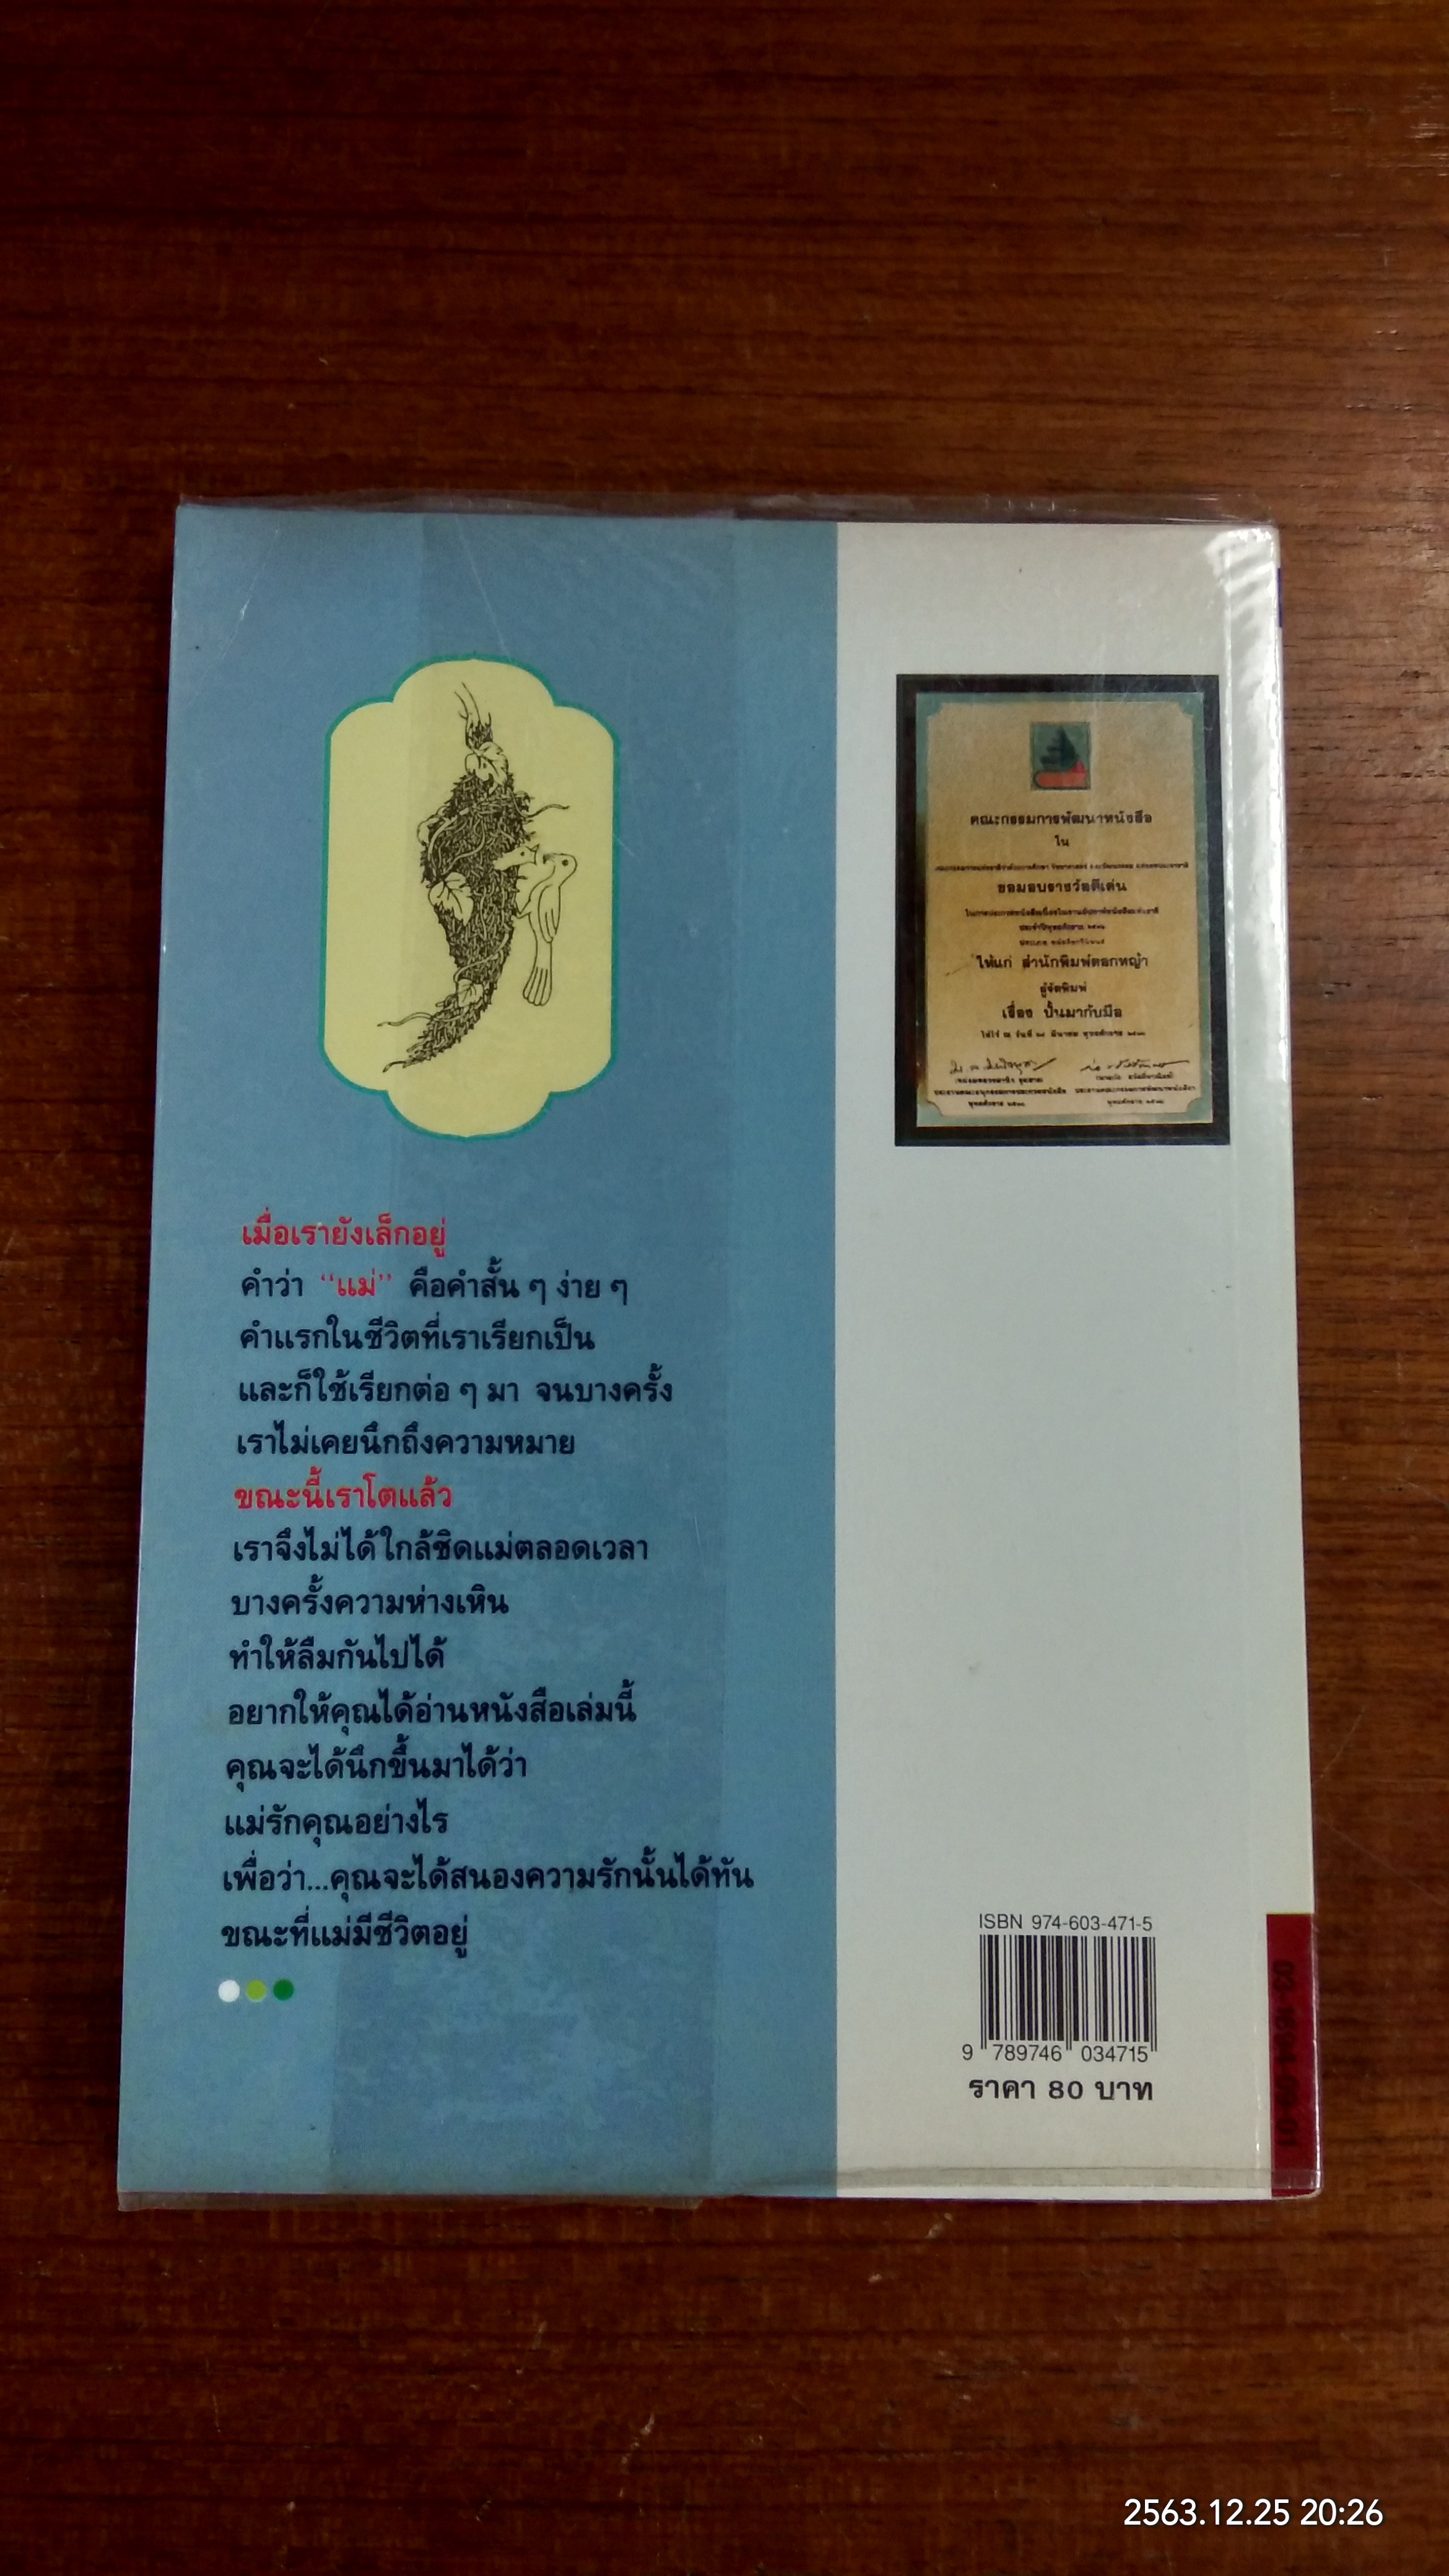 เมื่อเรายังเล็กอยู่
คำว่า “แม่” คือคำสั้น ๆ ง่าย ๆ
คำแรกในชีวิตที่เราเรียกเป็น
และก็ใช้เรียกต่อ ๆ มา จนบางครั้ง
เราไม่เคยนึกถึงความหมาย
ขณะนี้เราโตแล้ว
เราจึงไม่ได้ใกล้ชิดแม่ตลอดเวลา
บางครั้งความห่างเหิน
ทำให้ลืมกันไปได้
อยากให้คุณได้อ่านหนังสือเล่มนี้
คุณจะได้นึกขึ้นมาได้ว่า
แม่รักคุณอย่างไร
เพื่อว่า...คุณจะได้สนองความรักนั้นได้ทัน
ขณะที่แม่มีชีวิตอยู่
คณะกรรมการพัฒนาหนังสือ
ใน
ขอมอบรางวัลดีเด่น
ให้แก่ สำนักพิมพ์ดอกหญ้า
ผู้จัดพิมพ์
เรื่อง ปั้นมากับมือ
ISBN 974-603-471-5
9 789746 034715
ราคา 80 บาท
2563.12.25 20:26